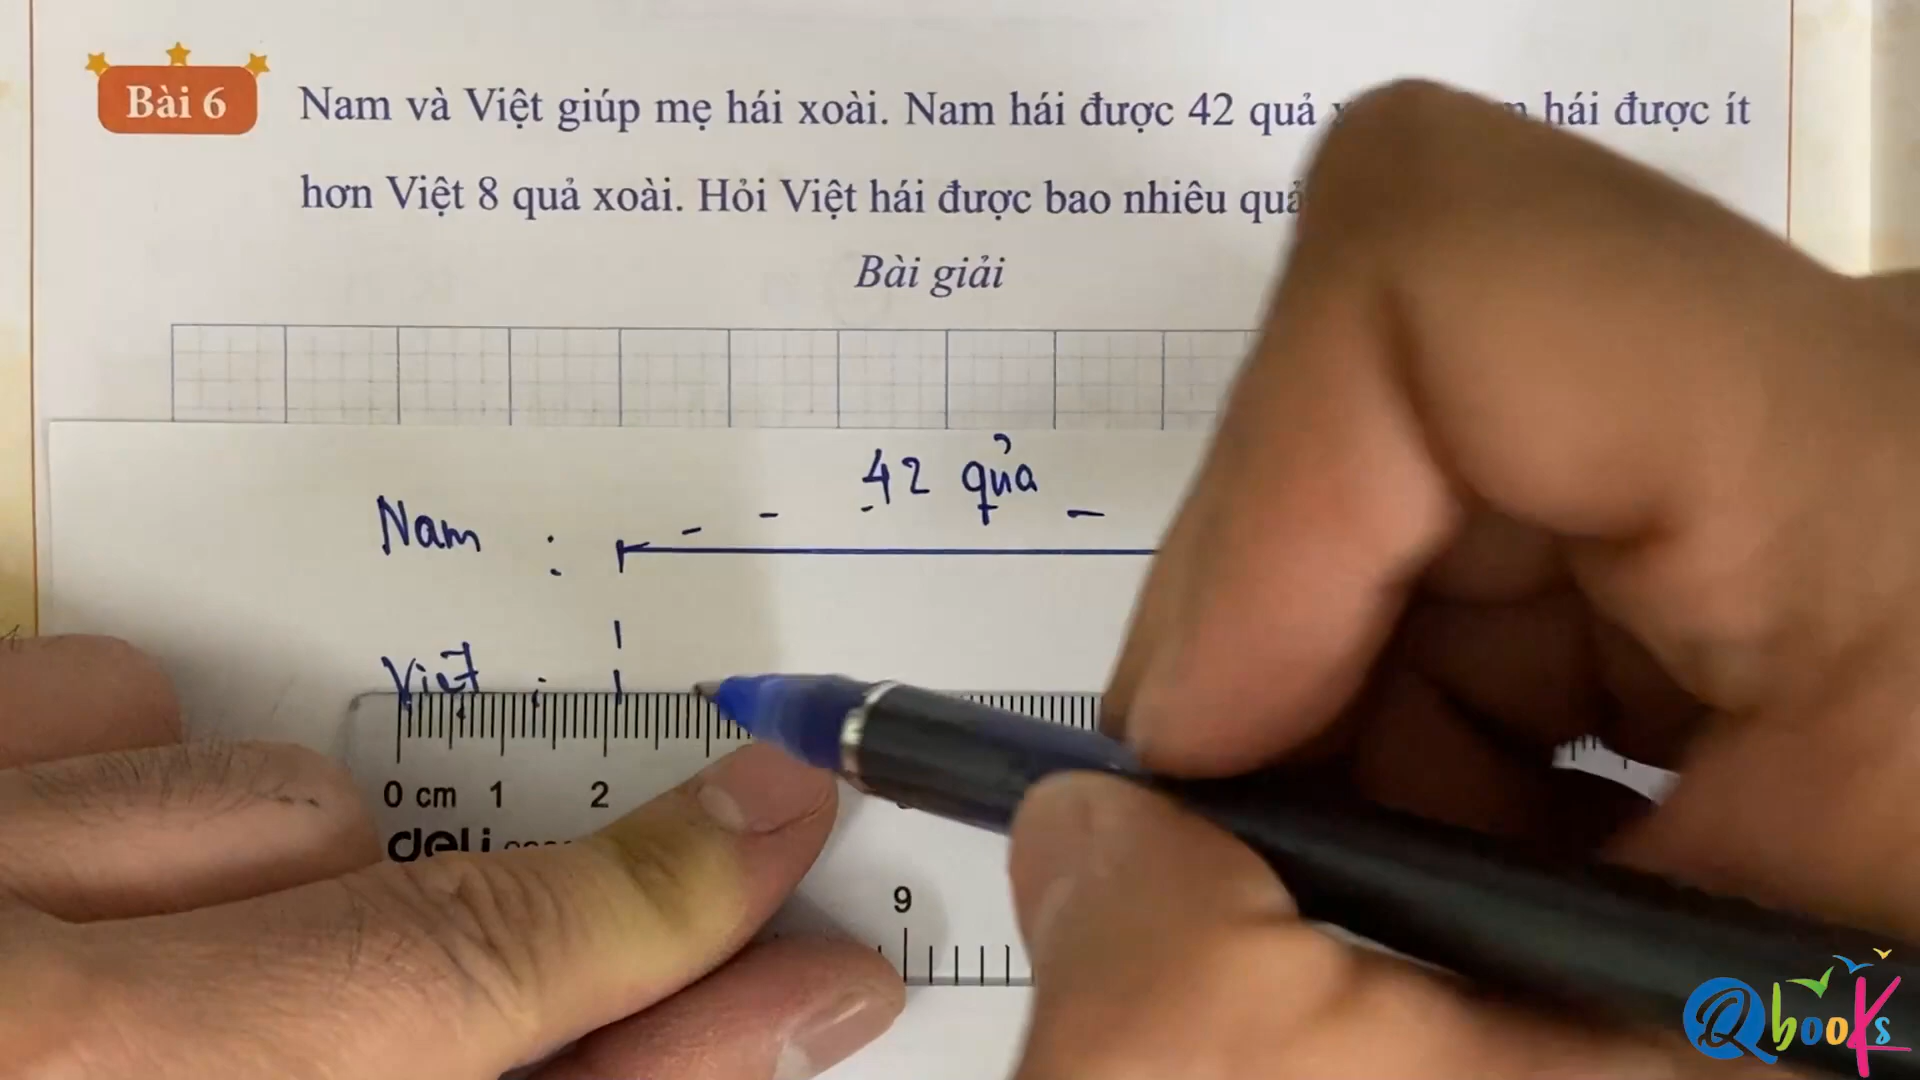 Bài 6
Nam và Việt giúp mẹ hái xoài. Nam hái được 42 quả hái được ít
hơn Việt 8 quả xoài. Hỏi Việt hái được bao nhiêu quả
Bài giải
42 quả
Nam :
Việt :
0 cm 1 2
deli
9
Qbooks